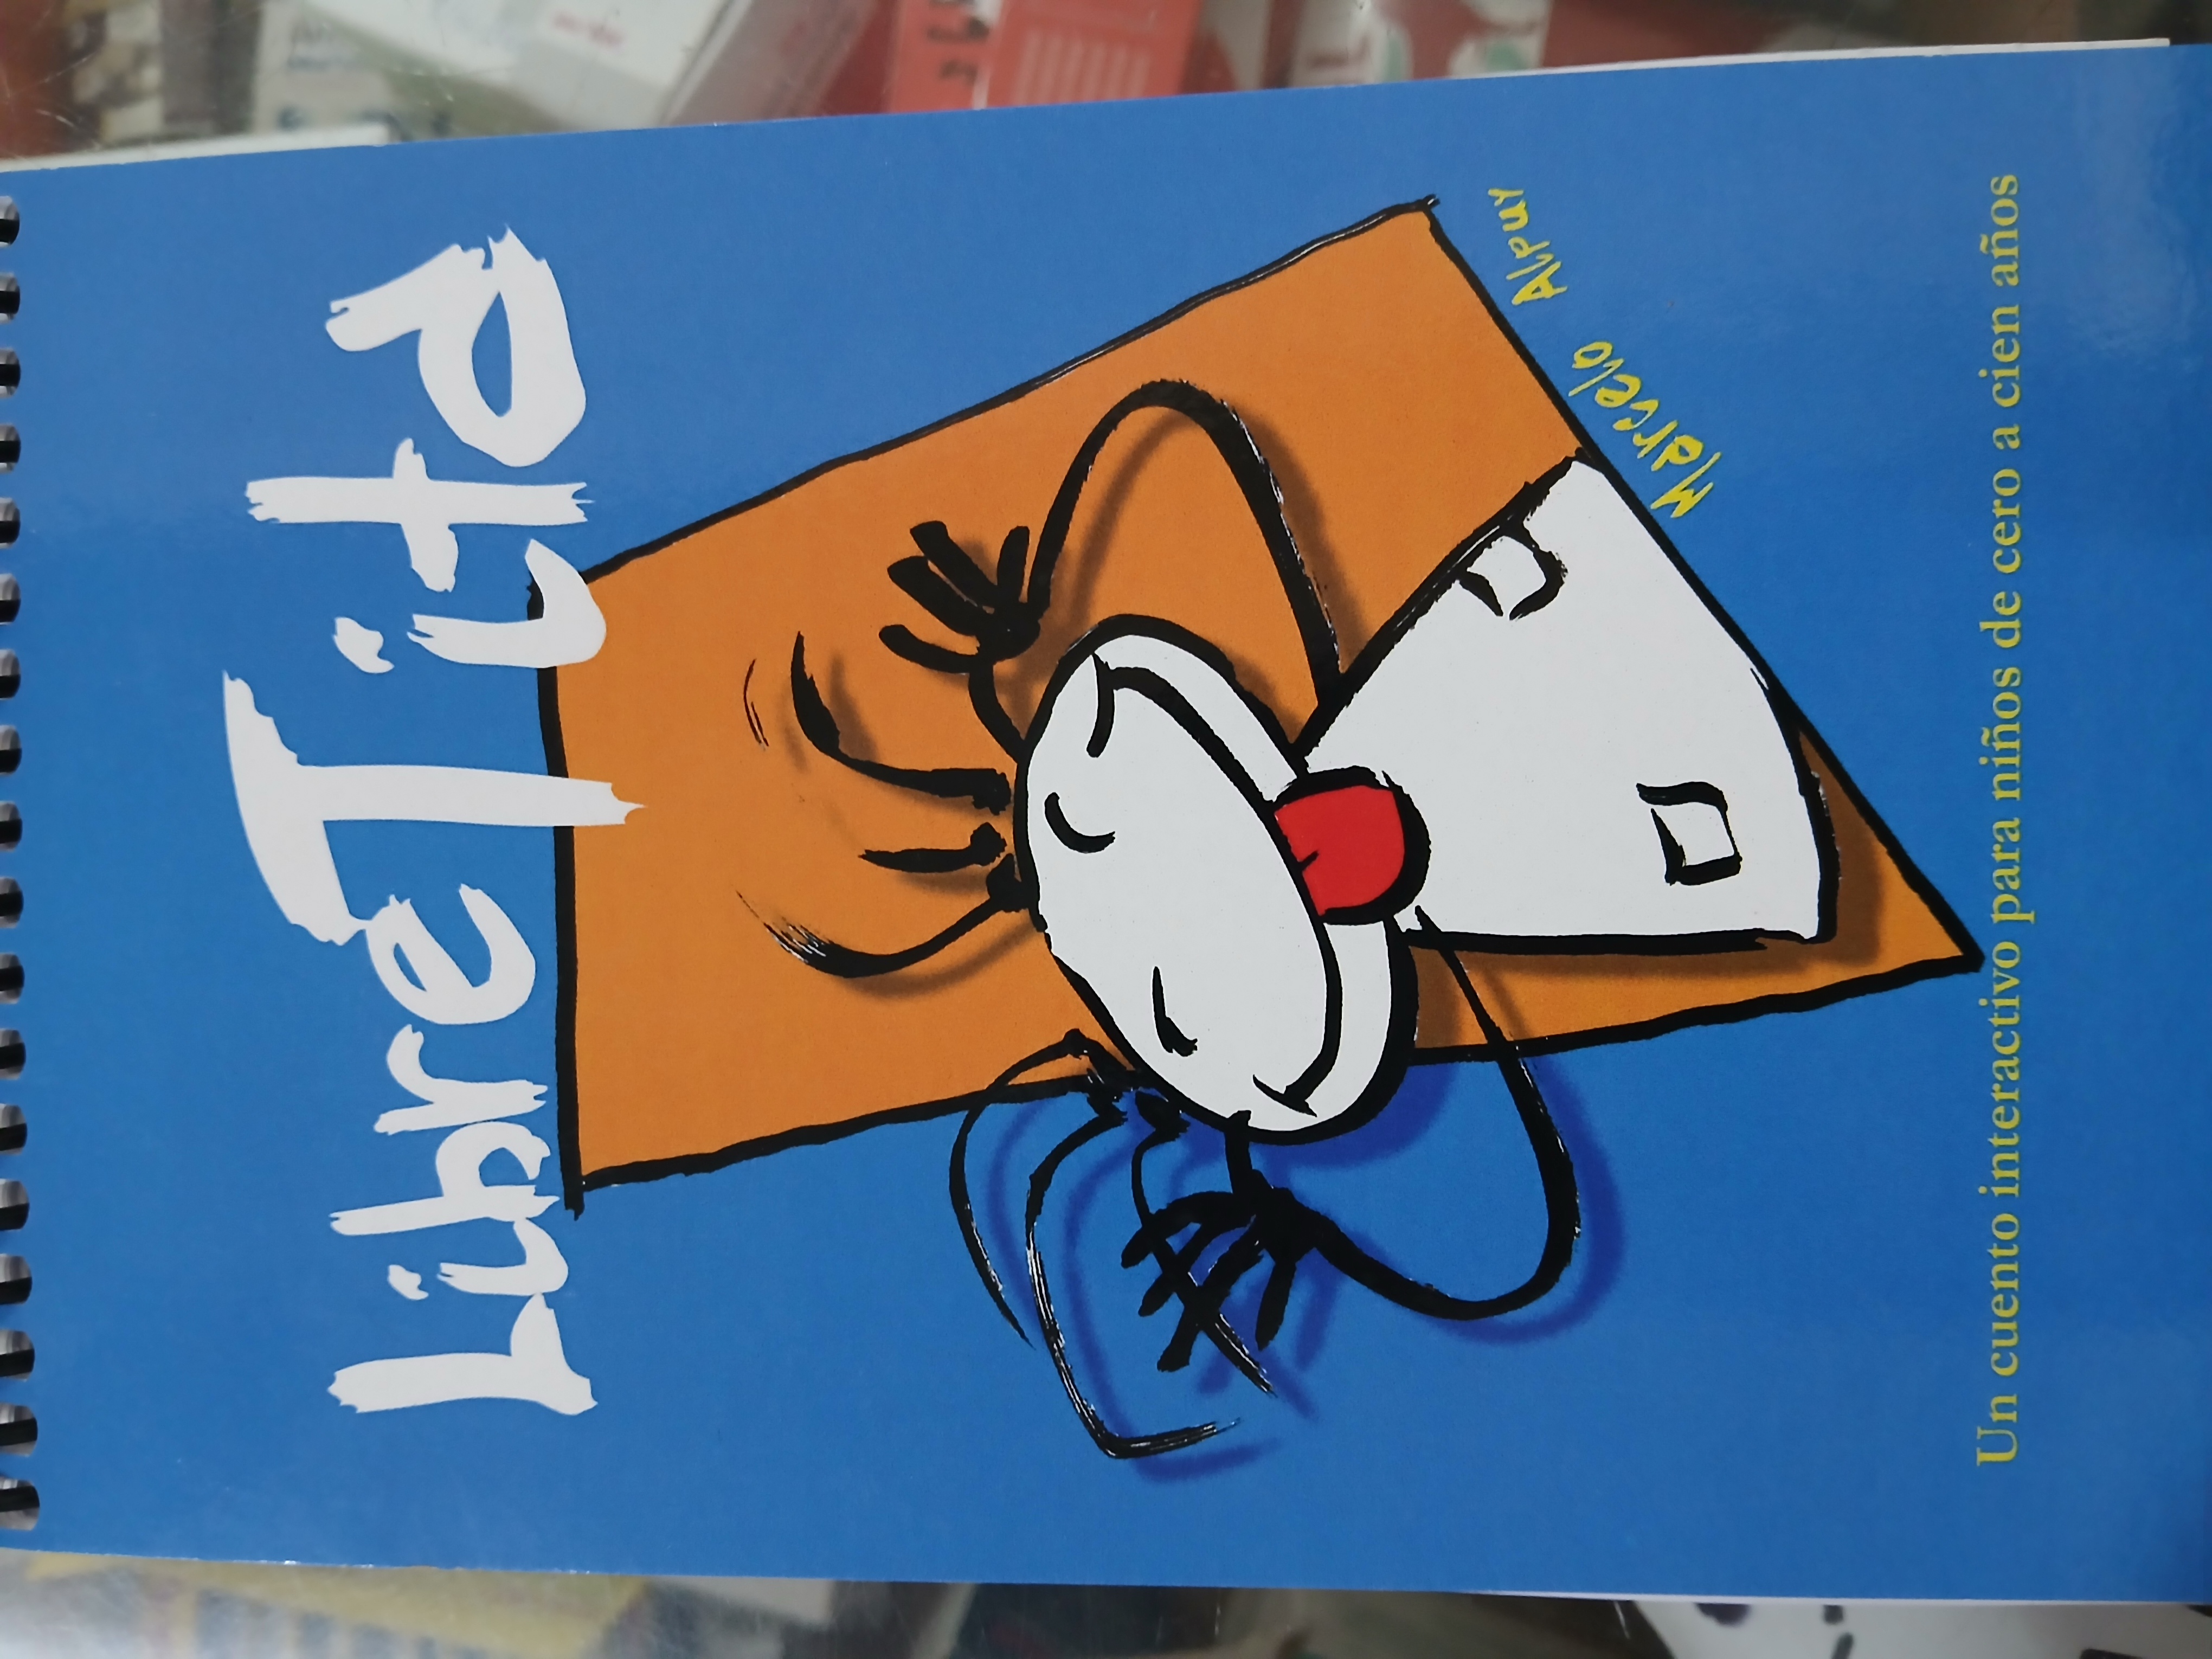 LibreTita
Marcelo Alpuy
Un cuento interactivo para niños de cero a cien años